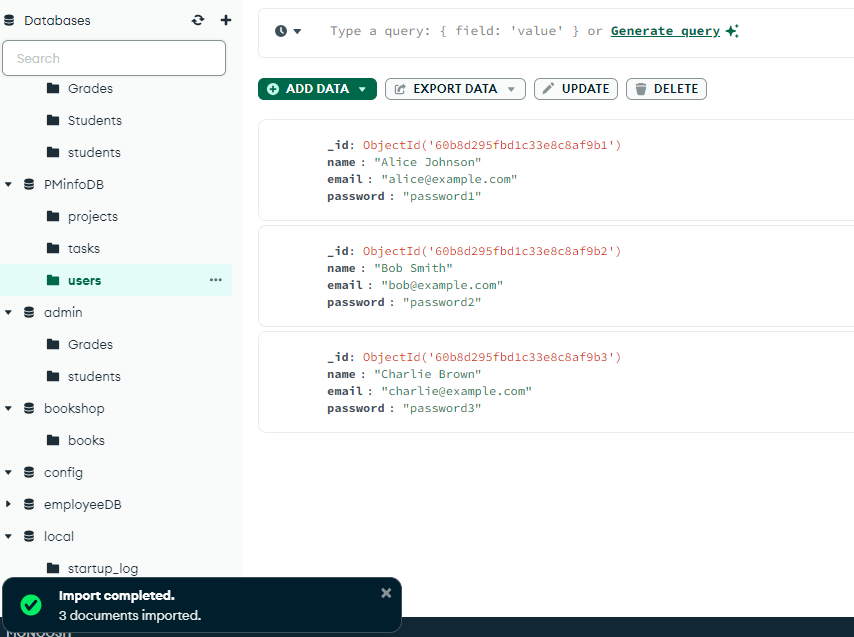 Databases
Search
Grades
Students
students
PMinfoDB
projects
tasks
users
admin
Grades
students
bookshop
books
config
employeeDB
local
startup_log
Type a query: { field: 'value' } or Generate query
ADD DATA
EXPORT DATA
UPDATE
DELETE
_id: ObjectId('60b8d295fbd1c33e8c8af9b1')
name : "Alice Johnson"
email : "alice@example.com"
password : "password1"
_id: ObjectId('60b8d295fbd1c33e8c8af9b2')
name : "Bob Smith"
email : "bob@example.com"
password : "password2"
_id: ObjectId('60b8d295fbd1c33e8c8af9b3')
name : "Charlie Brown"
email : "charlie@example.com"
password : "password3"
Import completed.
3 documents imported.
MONGOSH